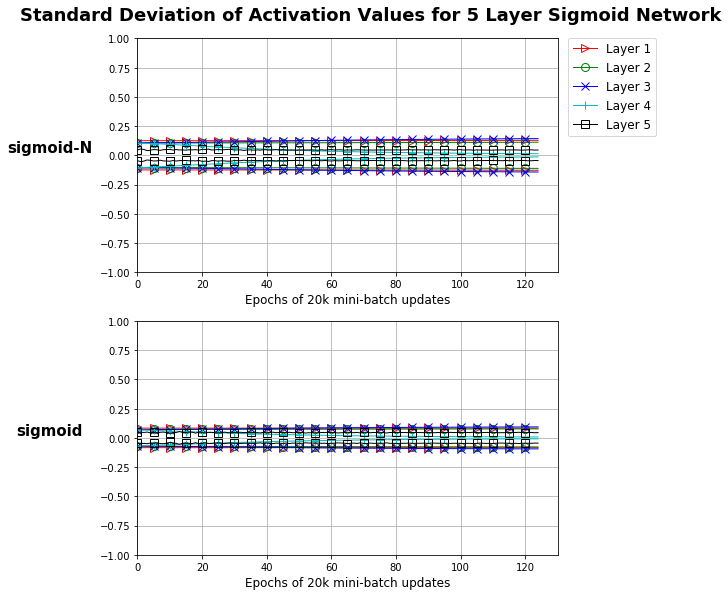 Standard Deviation of Activation Values for 5 Layer Sigmoid Network
1.00
0.75
0.50
0.25
0.00
−0.25
−0.50
−0.75
−1.00
sigmoid-N
0 20 40 60 80 100 120
Epochs of 20k mini-batch updates
Layer 1
Layer 2
Layer 3
Layer 4
Layer 5
1.00
0.75
0.50
0.25
0.00
−0.25
−0.50
−0.75
−1.00
sigmoid
0 20 40 60 80 100 120
Epochs of 20k mini-batch updates